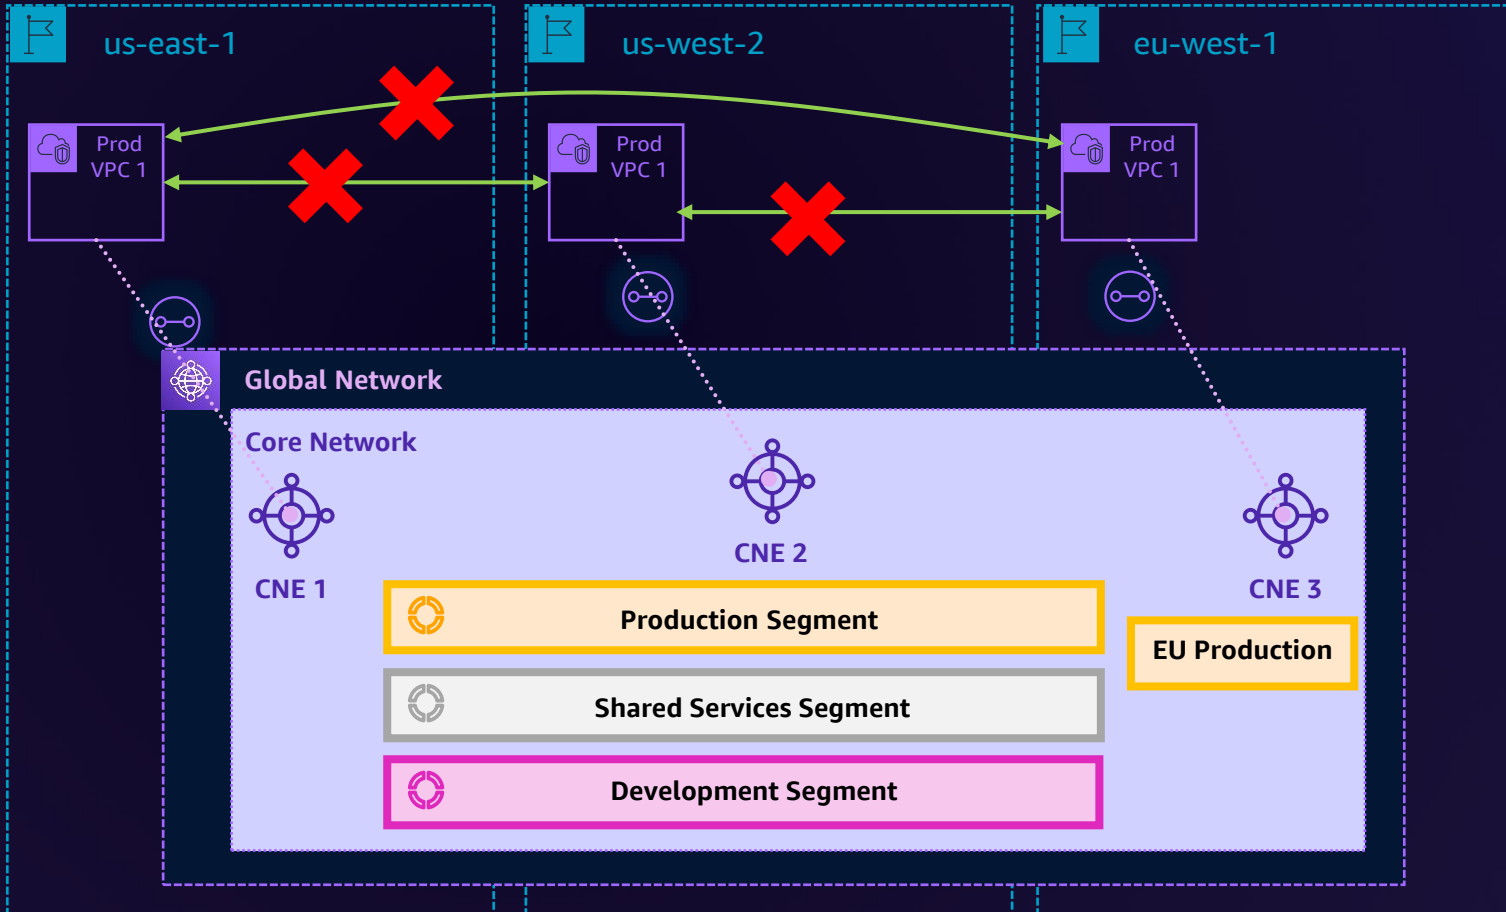 us-east-1
us-west-2
eu-west-1
Prod
VPC 1
Prod
VPC 1
Prod
VPC 1
Global Network
Core Network
CNE 1
CNE 2
CNE 3
Production Segment
EU Production
Shared Services Segment
Development Segment